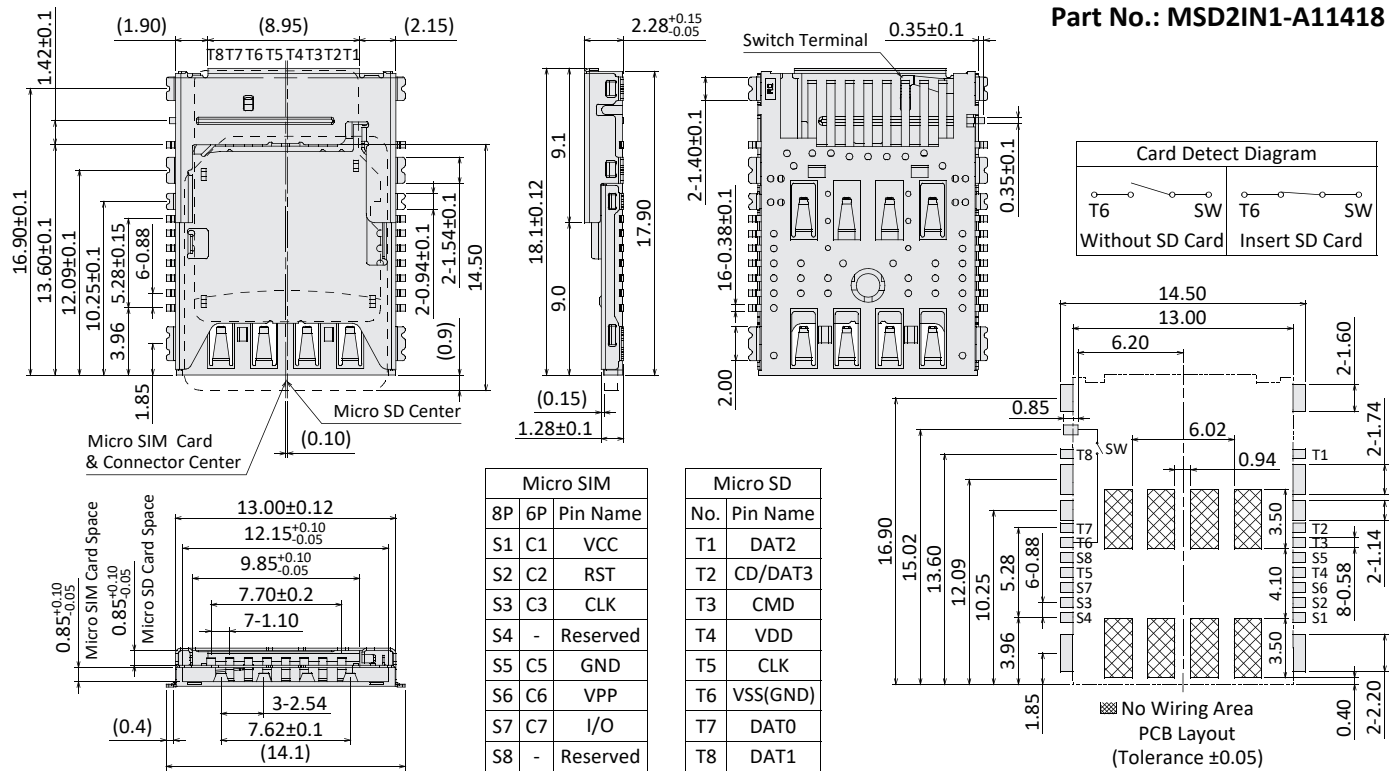 Part No.: MSD2IN1-A11418
(1.90)
(8.95)
(2.15)
T8T7T6T5T4T3T2T1
1.42±0.1
16.90±0.1
13.60±0.1
12.09±0.1
10.25±0.1
5.28±0.15
6-0.88
3.96
1.85
2-0.94±0.1
2-1.54±0.1
14.50
(0.9)
(0.10)
Micro SD Center
Micro SIM Card
& Connector Center
2.28+0.15
-0.05
18.1±0.12
9.1
9.0
17.90
(0.15)
1.28±0.1
Switch Terminal
0.35±0.1
2-1.40±0.1
0.35±0.1
16-0.38±0.1
2.00
Card Detect Diagram
T6 SW
T6 SW
Without SD Card
Insert SD Card
14.50
13.00
6.20
2-1.60
0.85
6.02
2-1.74
0.94
SW
T8
T1
T7
T6
S8
T5
S7
S3
S4
T2
T3
S5
T4
S6
S2
S1
16.90
15.02
13.60
12.09
10.25
5.28
6-0.88
3.96
1.85
3.50
4.10
3.50
8-0.58
2-1.14
0.40
2-2.20
No Wiring Area
PCB Layout
(Tolerance ±0.05)
13.00±0.12
12.15+0.10
-0.05
9.85+0.10
-0.05
7.70±0.2
7-1.10
0.85+0.10
-0.05
Micro SIM Card Space
0.85+0.10
-0.05
Micro SD Card Space
3-2.54
7.62±0.1
(0.4)
(14.1)
Micro SIM
8P 6P Pin Name
S1 C1 VCC
S2 C2 RST
S3 C3 CLK
S4 - Reserved
S5 C5 GND
S6 C6 VPP
S7 C7 I/O
S8 - Reserved
Micro SD
No. Pin Name
T1 DAT2
T2 CD/DAT3
T3 CMD
T4 VDD
T5 CLK
T6 VSS(GND)
T7 DAT0
T8 DAT1